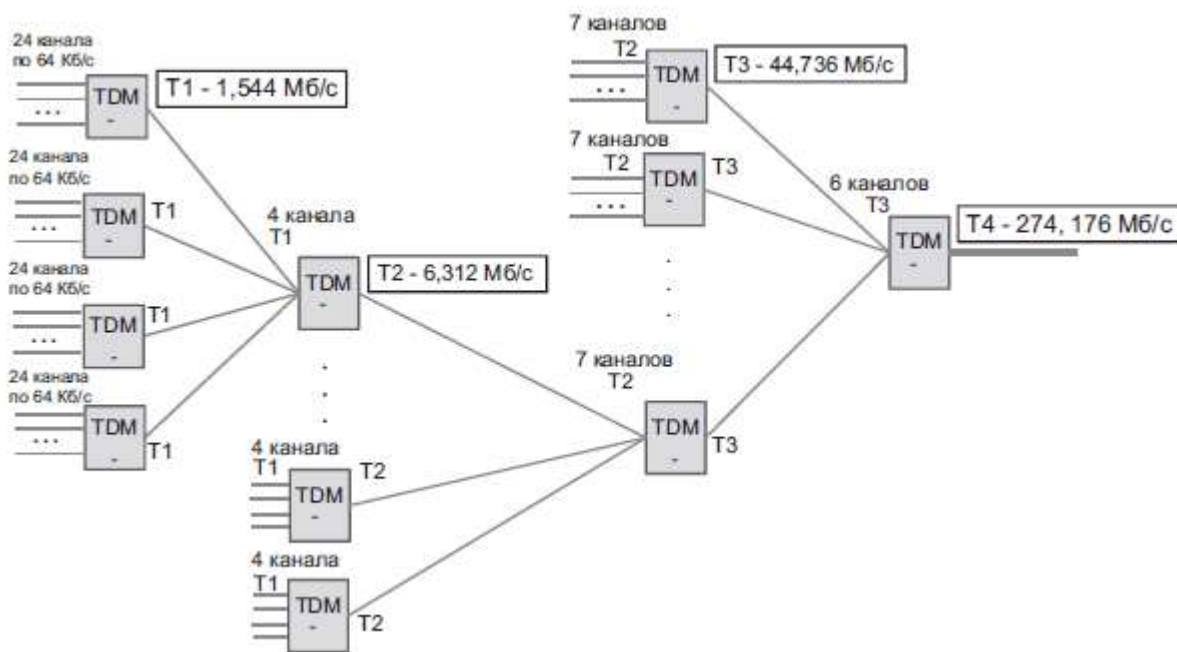 24 канала
по 64 Кб/с
...
TDM
-
T1 - 1,544 Мб/с
24 канала
по 64 Кб/с
...
TDM
-
T1
24 канала
по 64 Кб/с
...
TDM
-
T1
24 канала
по 64 Кб/с
...
TDM
-
T1
4 канала
T1
TDM
-
T2 - 6,312 Мб/с
4 канала
T1
TDM
-
T2
4 канала
T1
TDM
-
T2
7 каналов
T2
...
TDM
-
T3 - 44,736 Мб/с
7 каналов
T2
...
TDM
-
T3
7 каналов
T2
TDM
-
T3
6 каналов
T3
TDM
-
T4 - 274, 176 Мб/с